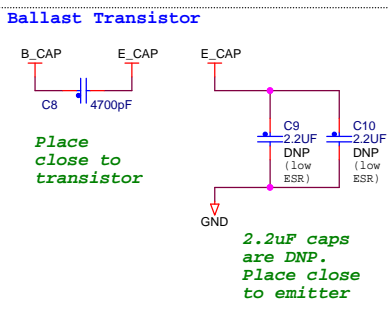 Ballast Transistor
B_CAP
E_CAP
E_CAP
C8
4700pF
Place
close to
transistor
C9
2.2UF
DNP
(low
ESR)
C10
2.2UF
DNP
(low
ESR)
GND
2.2uF caps
are DNP.
Place close
to emitter